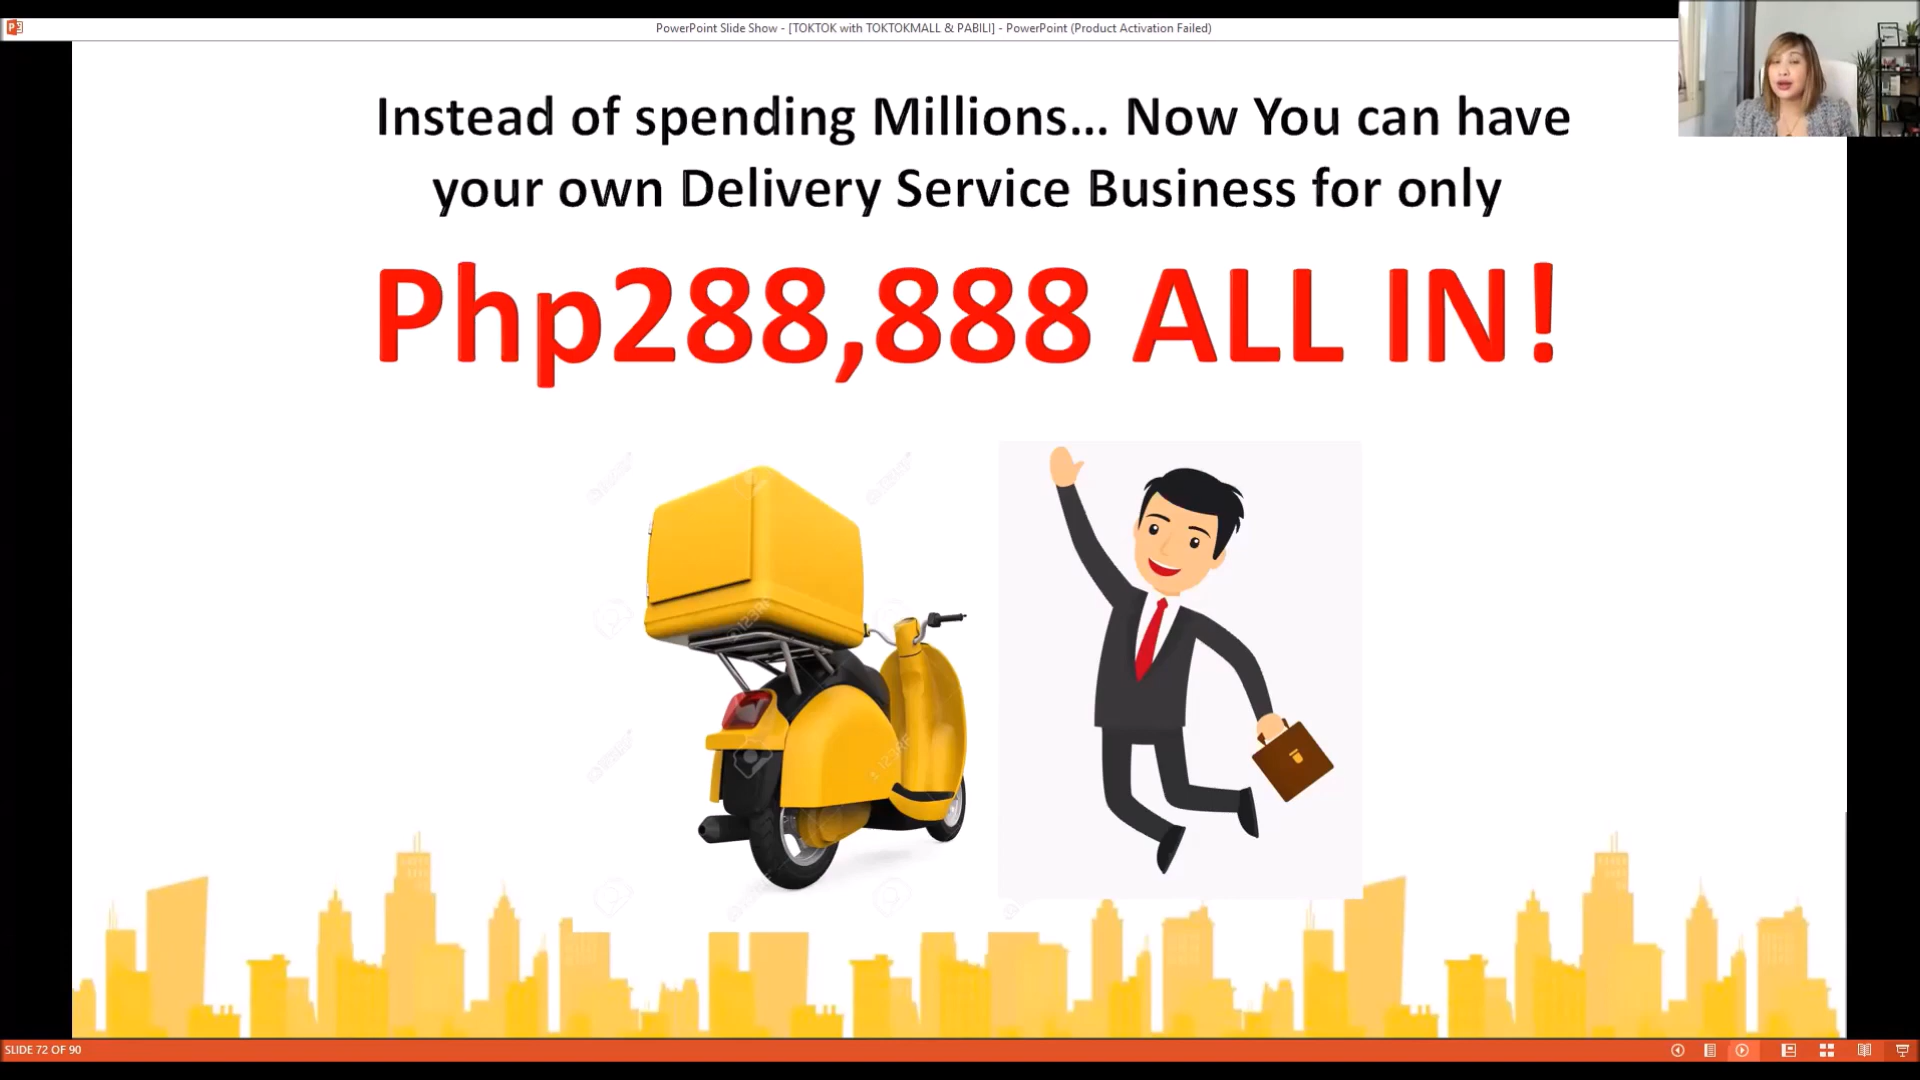 PowerPoint Slide Show - [TOKTOK with TOKTOKMALL & PABILI] - PowerPoint (Product Activation Failed)
Instead of spending Millions... Now You can have
your own Delivery Service Business for only
Php288,888 ALL IN!
SLIDE 72 OF 90